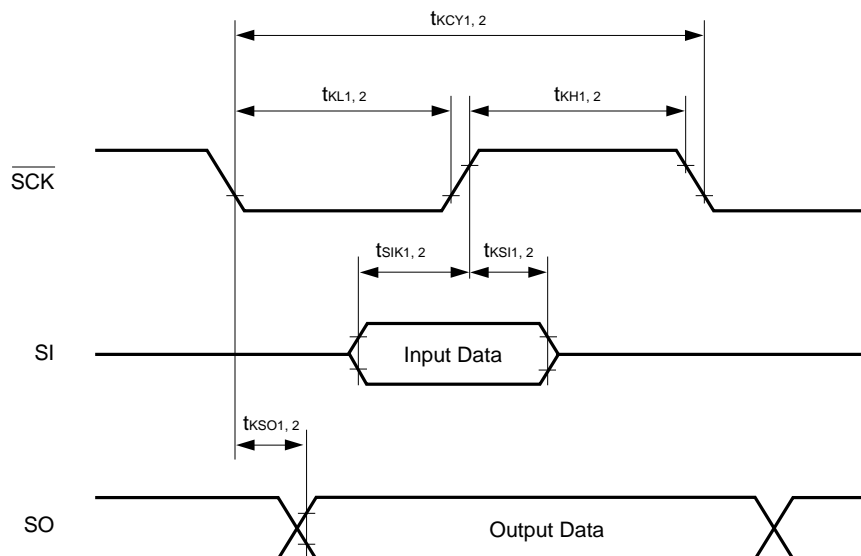 tKCY1, 2
tKL1, 2
tKH1, 2
SCK
tSIK1, 2
tKSI1, 2
SI
Input Data
tKSO1, 2
SO
Output Data